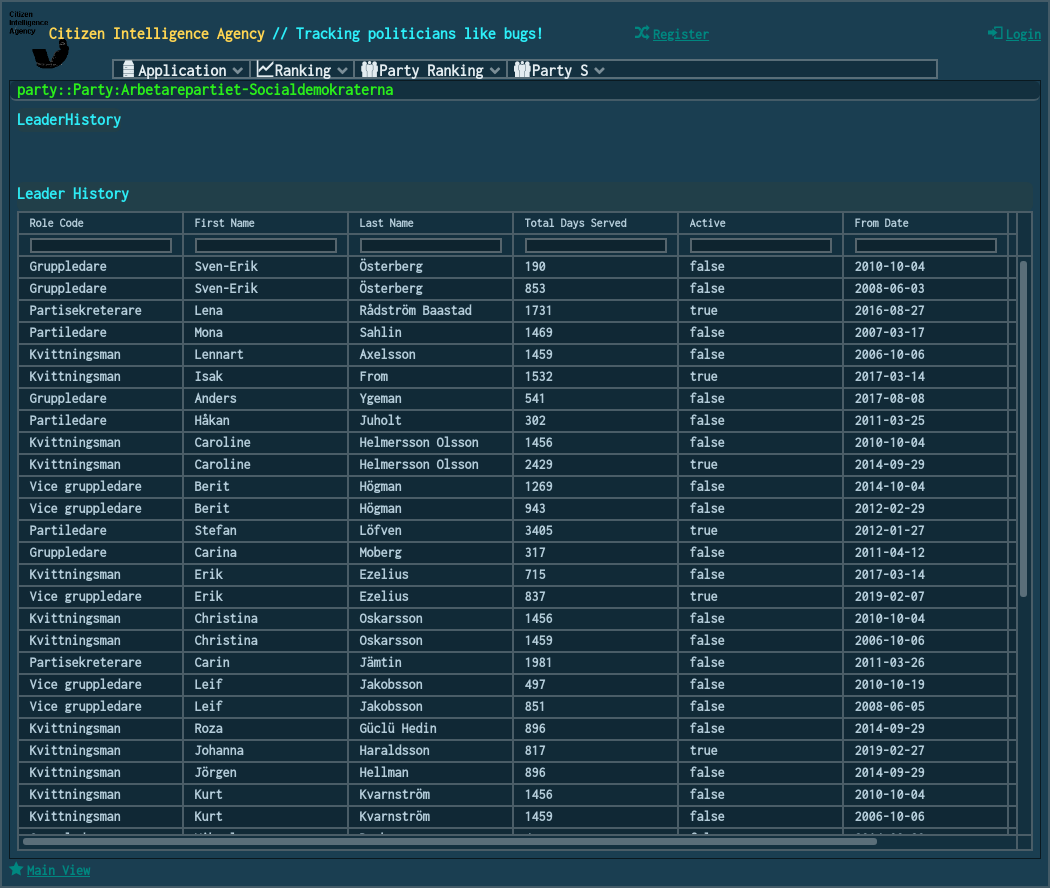 Citizen
Intelligence
Agency
Citizen Intelligence Agency // Tracking politicians like bugs!
Register
Login
Application Ranking Party Ranking Party S
party::Party:Arbetarepartiet-Socialdemokraterna
LeaderHistory
Leader History
Role Code First Name Last Name Total Days Served Active From Date
Gruppledare Sven-Erik Österberg 190 false 2010-10-04
Gruppledare Sven-Erik Österberg 853 false 2008-06-03
Partisekreterare Lena Rådström Baastad 1731 true 2016-08-27
Partiledare Mona Sahlin 1469 false 2007-03-17
Kvittningsman Lennart Axelsson 1459 false 2006-10-06
Kvittningsman Isak From 1532 true 2017-03-14
Gruppledare Anders Ygeman 541 false 2017-08-08
Partiledare Håkan Juholt 302 false 2011-03-25
Kvittningsman Caroline Helmersson Olsson 1456 false 2010-10-04
Kvittningsman Caroline Helmersson Olsson 2429 true 2014-09-29
Vice gruppledare Berit Högman 1269 false 2014-10-04
Vice gruppledare Berit Högman 943 false 2012-02-29
Partiledare Stefan Löfven 3405 true 2012-01-27
Gruppledare Carina Moberg 317 false 2011-04-12
Kvittningsman Erik Ezelius 715 false 2017-03-14
Vice gruppledare Erik Ezelius 837 true 2019-02-07
Kvittningsman Christina Oskarsson 1456 false 2010-10-04
Kvittningsman Christina Oskarsson 1459 false 2006-10-06
Partisekreterare Carin Jämtin 1981 false 2011-03-26
Vice gruppledare Leif Jakobsson 497 false 2010-10-19
Vice gruppledare Leif Jakobsson 851 false 2008-06-05
Kvittningsman Roza Güclü Hedin 896 false 2014-09-29
Kvittningsman Johanna Haraldsson 817 true 2019-02-27
Kvittningsman Jörgen Hellman 896 false 2014-09-29
Kvittningsman Kurt Kvarnström 1456 false 2010-10-04
Kvittningsman Kurt Kvarnström 1459 false 2006-10-06
Main View